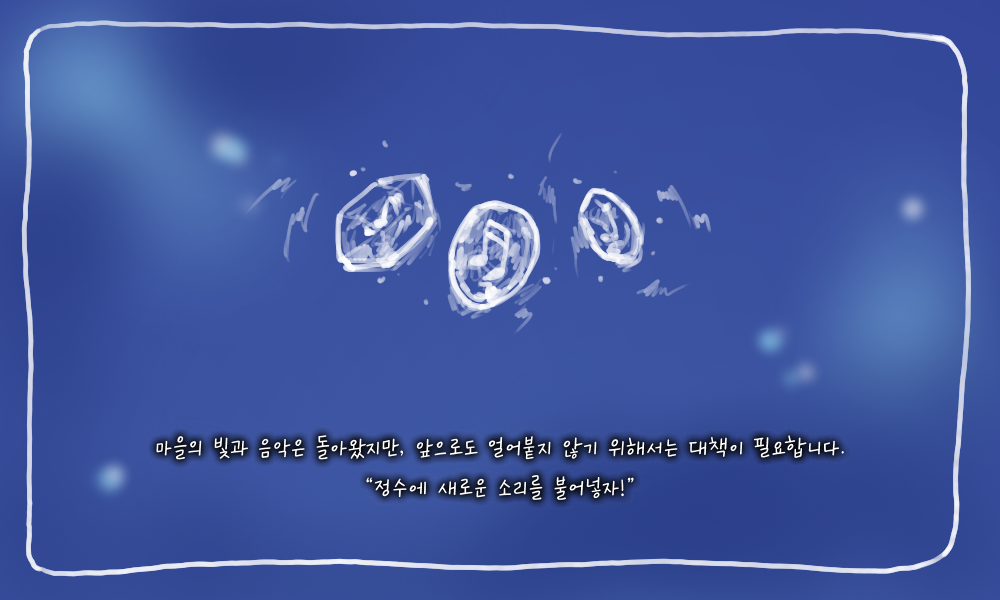 마을의 빛과 음악은 돌아왔지만, 앞으로도 얼어붙지 않기 위해서는 대책이 필요합니다.
“정수에 새로운 소리를 불어넣자!”